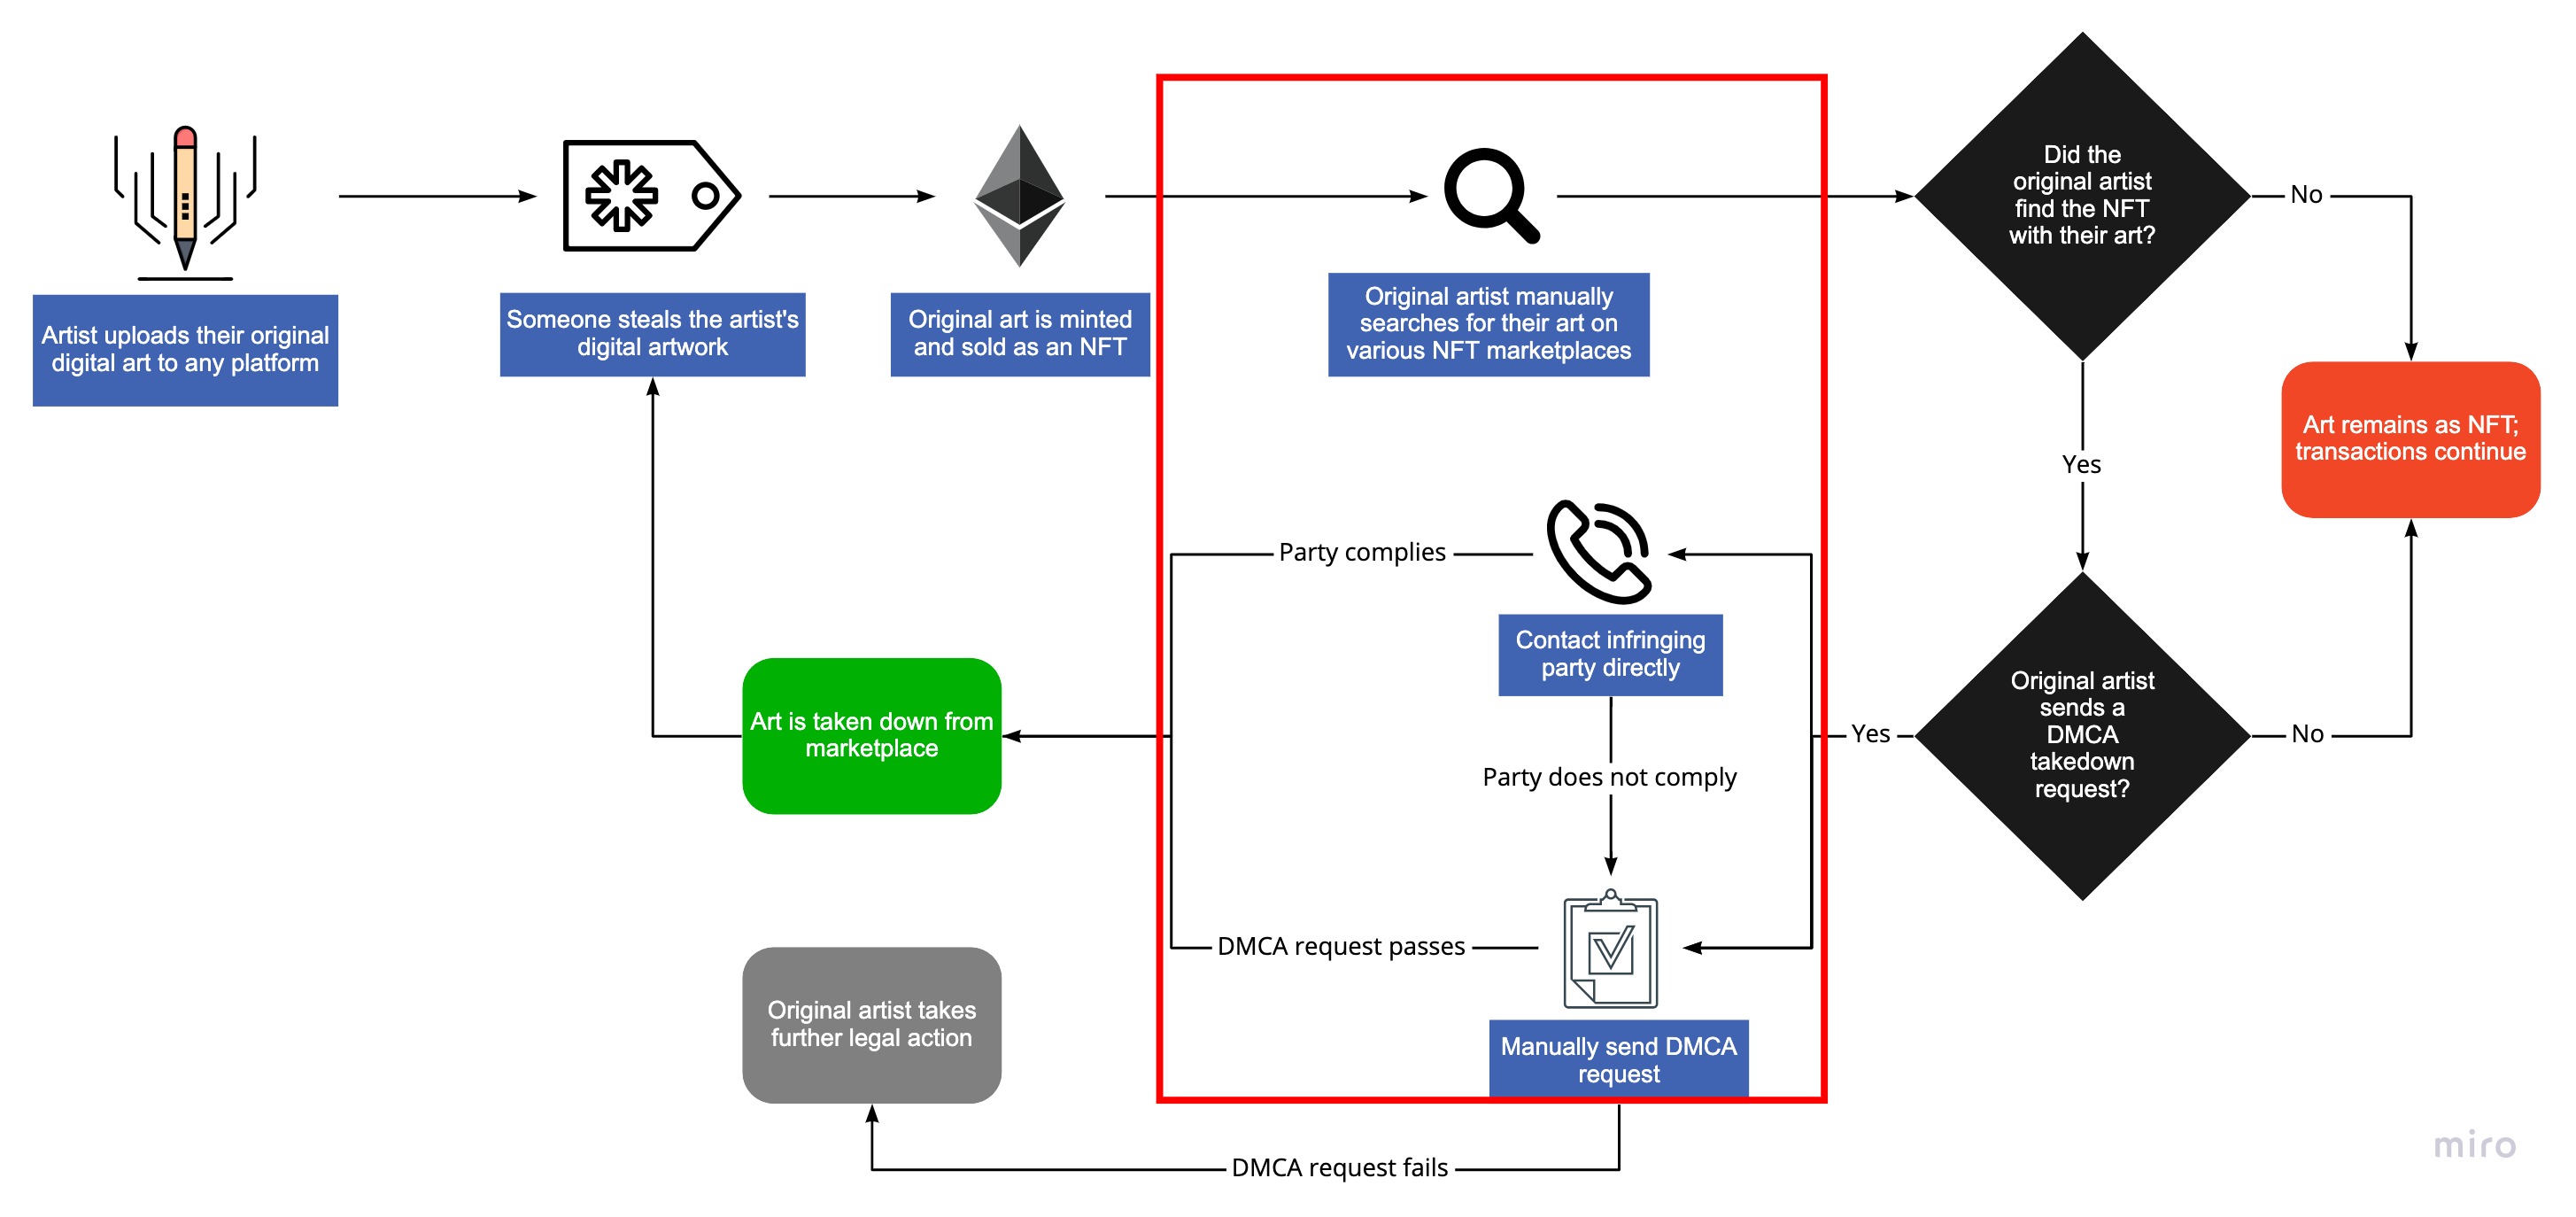 Artist uploads their original
digital art to any platform
Someone steals the artist's
digital artwork
Original art is minted
and sold as an NFT
Original artist manually
searches for their art on
various NFT marketplaces
Did the
original artist
find the NFT
with their art?
No
Yes
Art remains as NFT;
transactions continue
Original artist
sends a
DMCA
takedown
request?
No
Yes
Contact infringing
party directly
Party complies
Party does not comply
Manually send DMCA
request
DMCA request passes
Art is taken down from
marketplace
DMCA request fails
Original artist takes
further legal action
miro